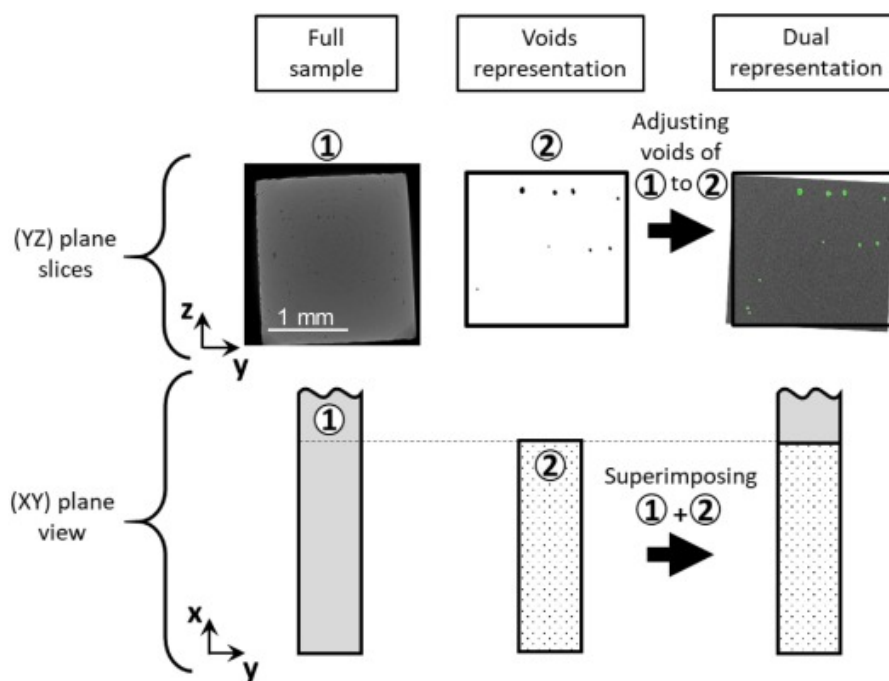 Full
sample
Voids
representation
Dual
representation
①
②
Adjusting
voids of
① to ②
(YZ) plane
slices
1 mm
z
y
①
②
Superimposing
① + ②
(XY) plane
view
x
y